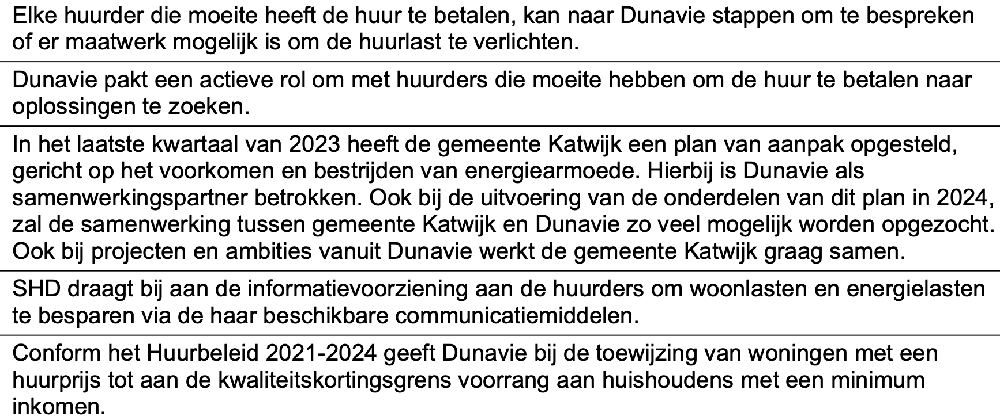 Elke huurder die moeite heeft de huur te betalen, kan naar Dunavie stappen om te bespreken
of er maatwerk mogelijk is om de huurlast te verlichten.
Dunavie pakt een actieve rol om met huurders die moeite hebben om de huur te betalen naar
oplossingen te zoeken.
In het laatste kwartaal van 2023 heeft de gemeente Katwijk een plan van aanpak opgesteld,
gericht op het voorkomen en bestrijden van energiearmoede. Hierbij is Dunavie als
samenwerkingspartner betrokken. Ook bij de uitvoering van de onderdelen van dit plan in 2024,
zal de samenwerking tussen gemeente Katwijk en Dunavie zo veel mogelijk worden opgezocht.
Ook bij projecten en ambities vanuit Dunavie werkt de gemeente Katwijk graag samen.
SHD draagt bij aan de informatievoorziening aan de huurders om woonlasten en energielasten
te besparen via de haar beschikbare communicatiemiddelen.
Conform het Huurbeleid 2021-2024 geeft Dunavie bij de toewijzing van woningen met een
huurprijs tot aan de kwaliteitskortingsgrens voorrang aan huishoudens met een minimum
inkomen.